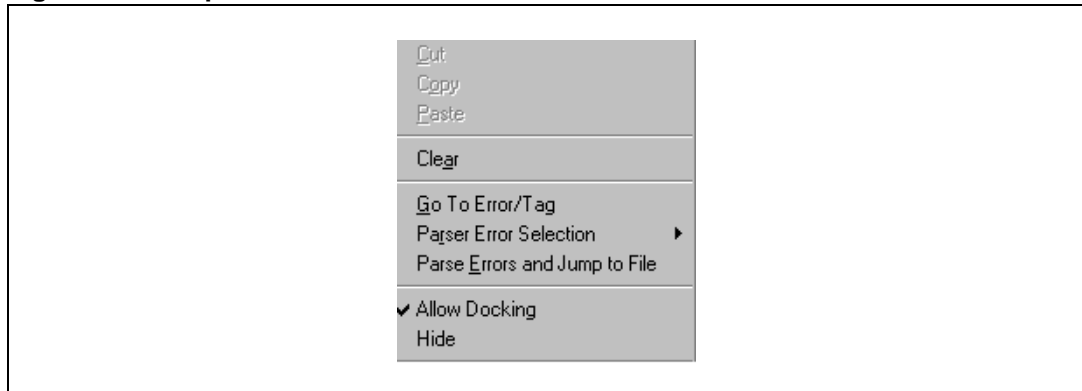 Cut
Copy
Paste
Clear
Go To Error/Tag
Parser Error Selection
Parse Errors and Jump to File
Allow Docking
Hide